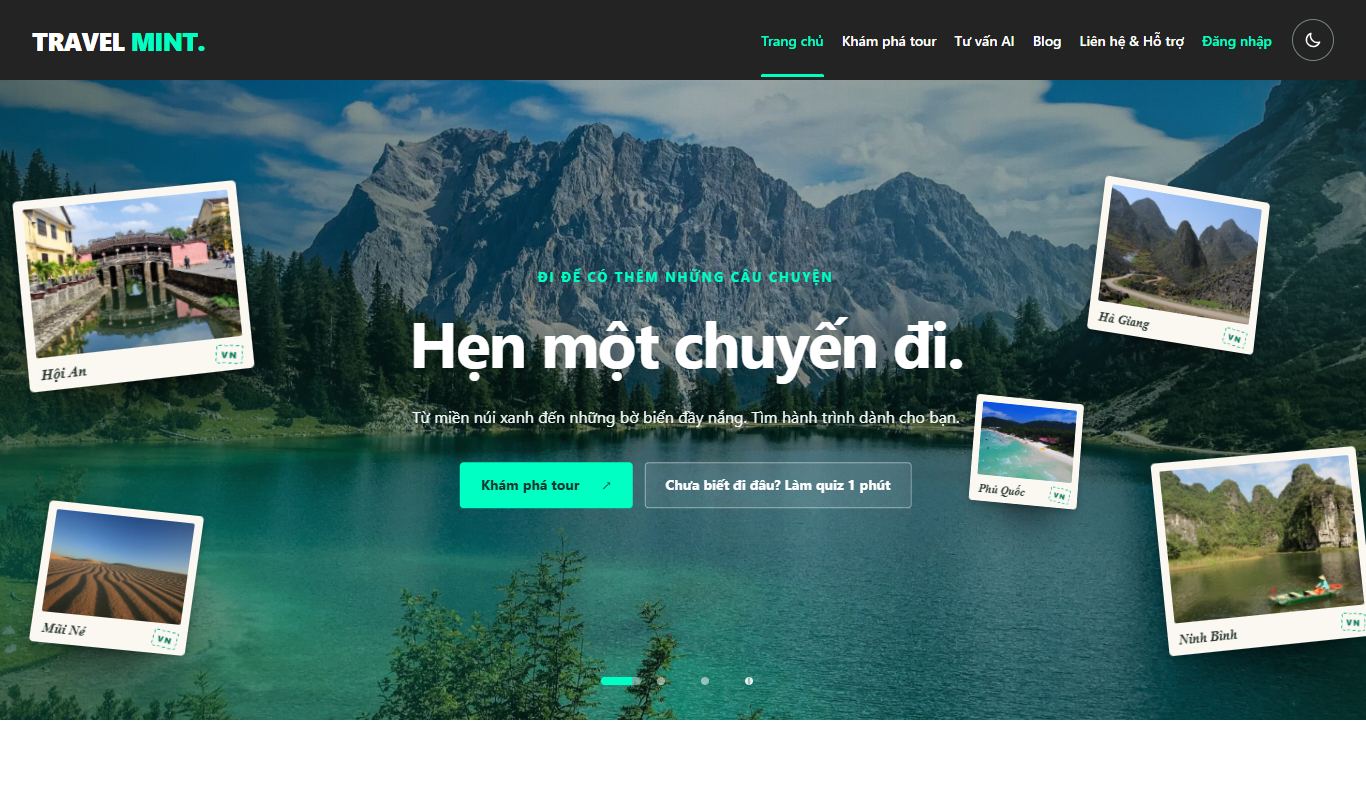 TRAVEL MINT.
Trang chủ
Khám phá tour
Tư vấn AI
Blog
Liên hệ & Hỗ trợ
Đăng nhập
ĐI ĐỂ CÓ THÊM NHỮNG CÂU CHUYỆN
Hẹn một chuyến đi.
Từ miền núi xanh đến những bờ biển đầy nắng. Tìm hành trình dành cho bạn.
Khám phá tour ↗
Chưa biết đi đâu? Làm quiz 1 phút
Hội An
VN
Mũi Né
VN
Hà Giang
VN
Phú Quốc
VN
Ninh Bình
VN